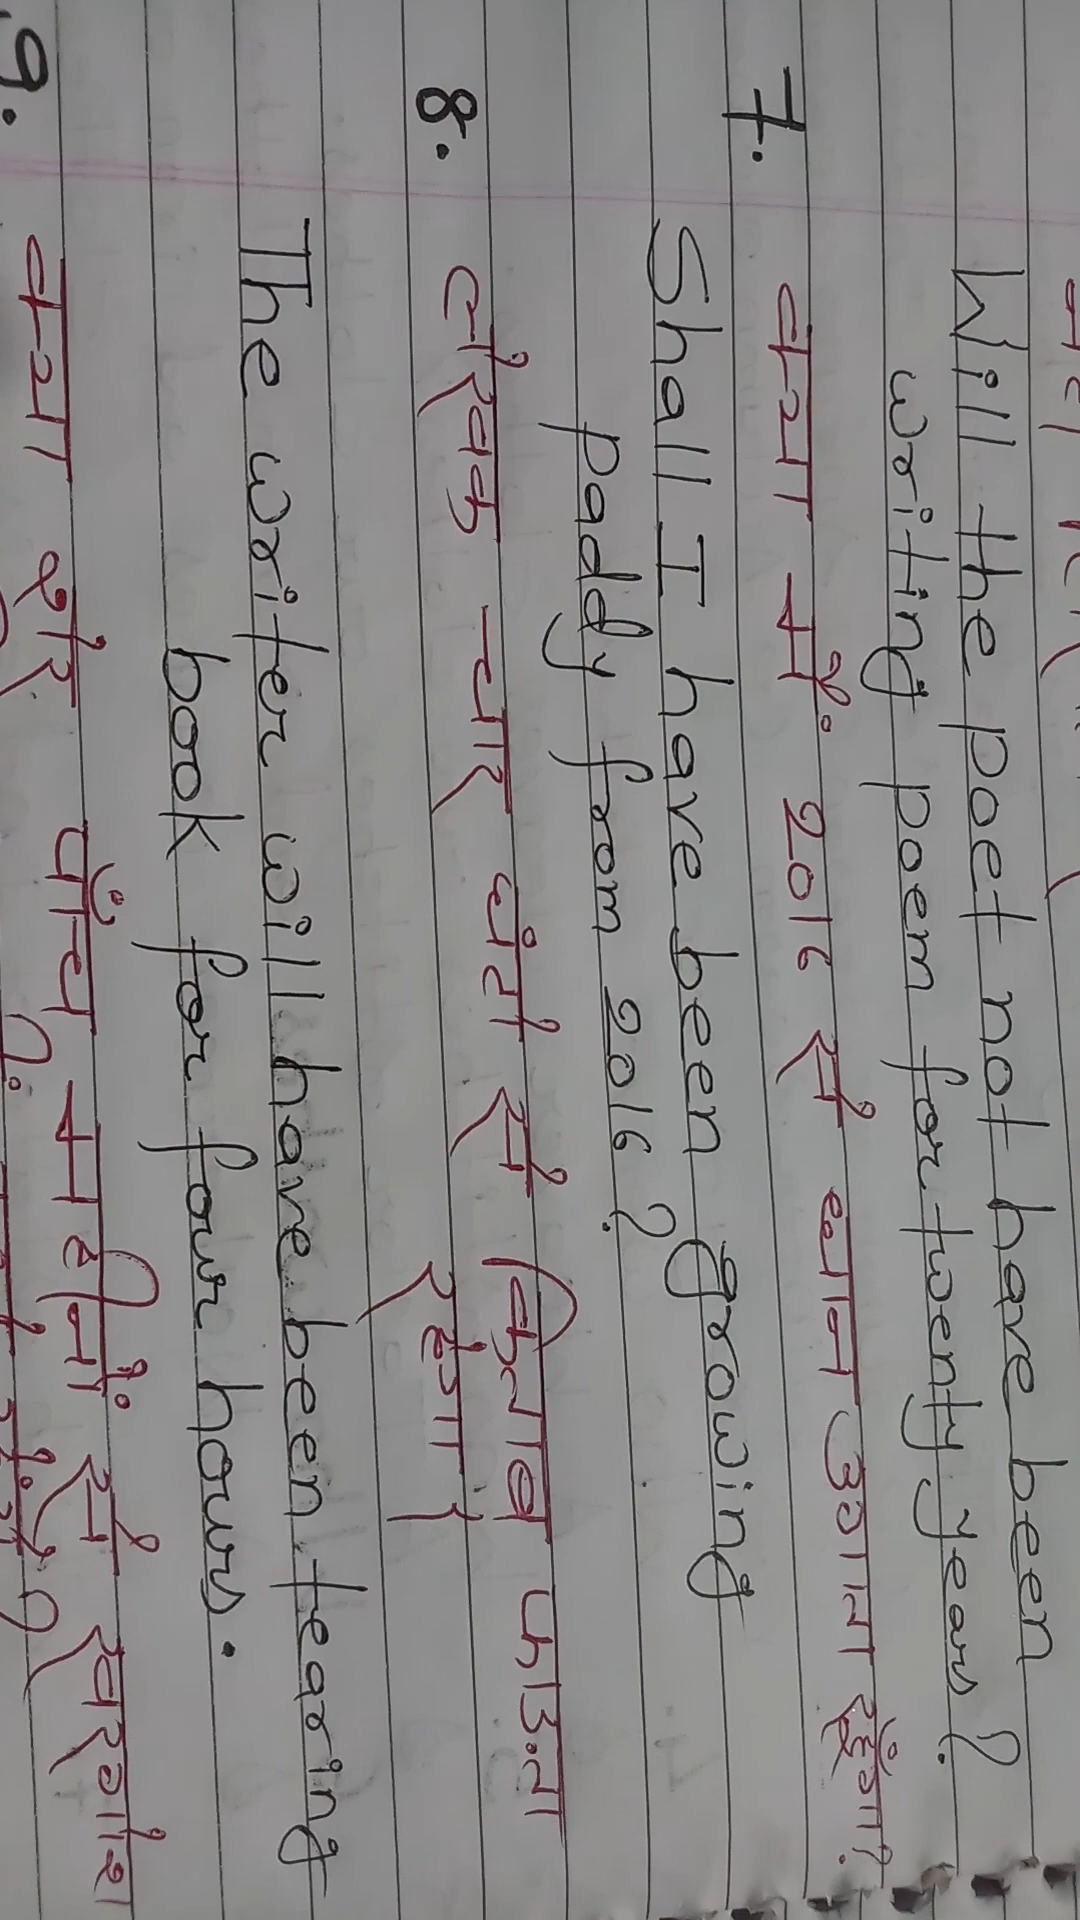 Will the poet not have been
writing poem for twenty years?
7. क्या मैं 2016 से धान उगाता रहूँगा?
Shall I have been growing
paddy from 2016?
8. लेखक चार घंटों से किताब फाड़ता
रहेगा
The writer will have been tearing
book for four hours.
9. क्या शेर पाँच महीनों से खरगोश